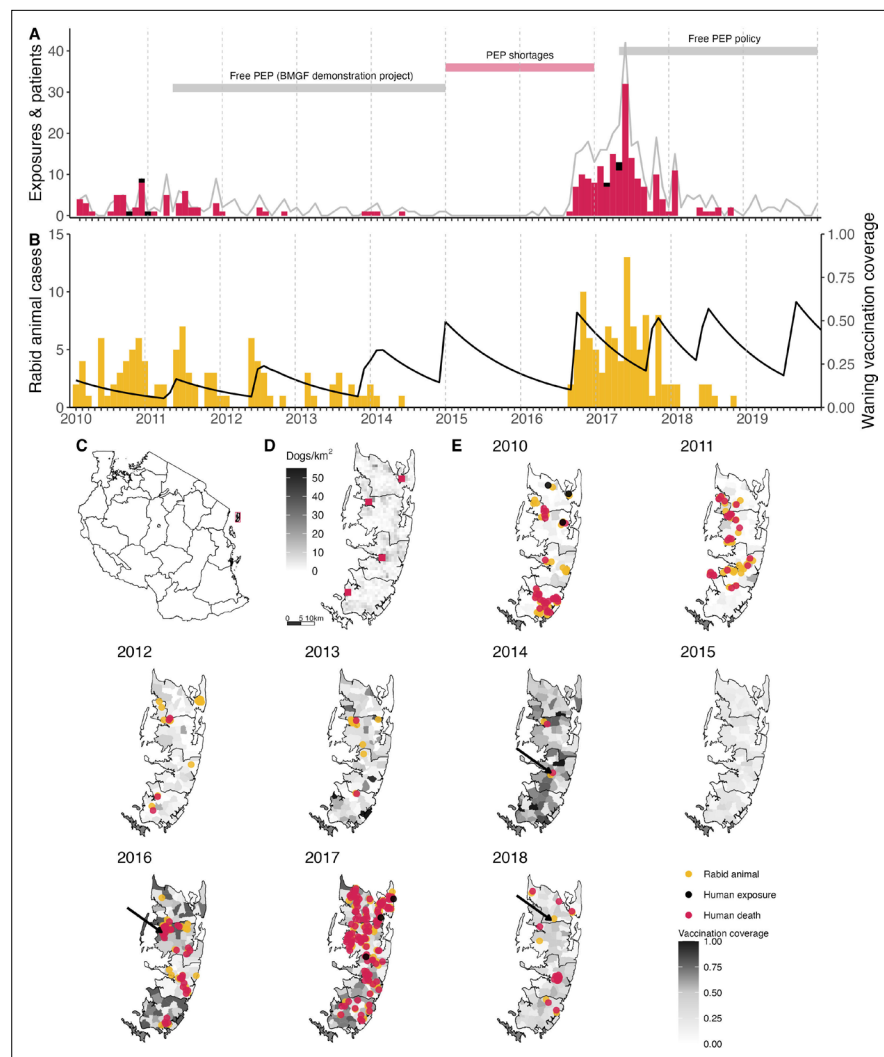 A
Free PEP policy
40
PEP shortages
30
Free PEP (BMGF demonstration project)
20
10
0
Exposures & patients
B
15
1.00
10
0.75
0.50
5
0.25
0
0.00
Rabid animal cases
Waning vaccination coverage
2010 2011 2012 2013 2014 2015 2016 2017 2018 2019
C D E 2010 2011
Dogs/km²
50
40
30
20
10
0
0 5 10km
2012 2013 2014 2015
2016 2017 2018
Rabid animal
Human exposure
Human death
Vaccination coverage
1.00
0.75
0.50
0.25
0.00